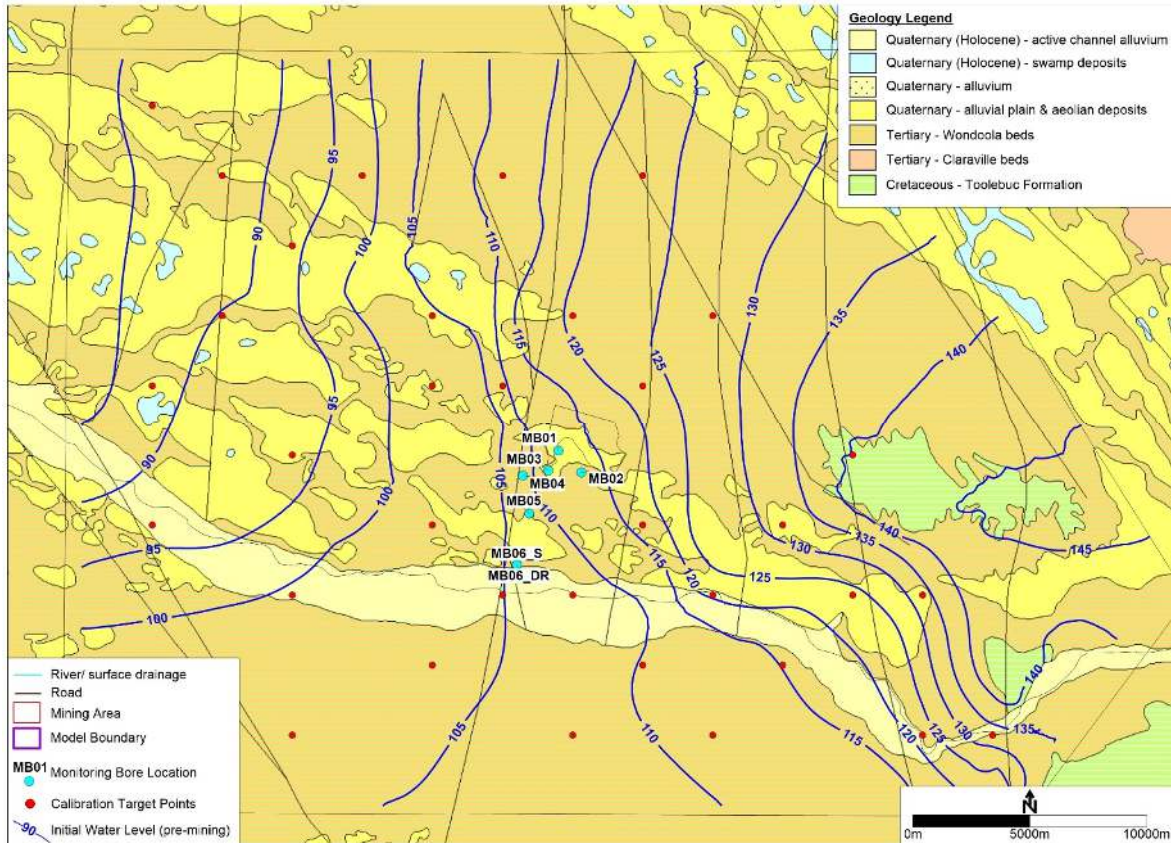 Geology Legend
Quaternary (Holocene) - active channel alluvium
Quaternary (Holocene) - swamp deposits
Quaternary - alluvium
Quaternary - alluvial plain & aeolian deposits
Tertiary - Wondoola beds
Tertiary - Claraville beds
Cretaceous - Toolebuc Formation
95
90
105
100
110
130
135
115
120
125
140
95
MB01
MB03
MB04
MB02
90
105
100
MB05
110
140
135
145
95
130
MB06_S
MB06_DR
125
115
120
100
140
105
110
115
120
125
130
135
River/ surface drainage
Road
Mining Area
Model Boundary
MB01 Monitoring Bore Location
Calibration Target Points
90 Initial Water Level (pre-mining)
N
0m 5000m 10000m